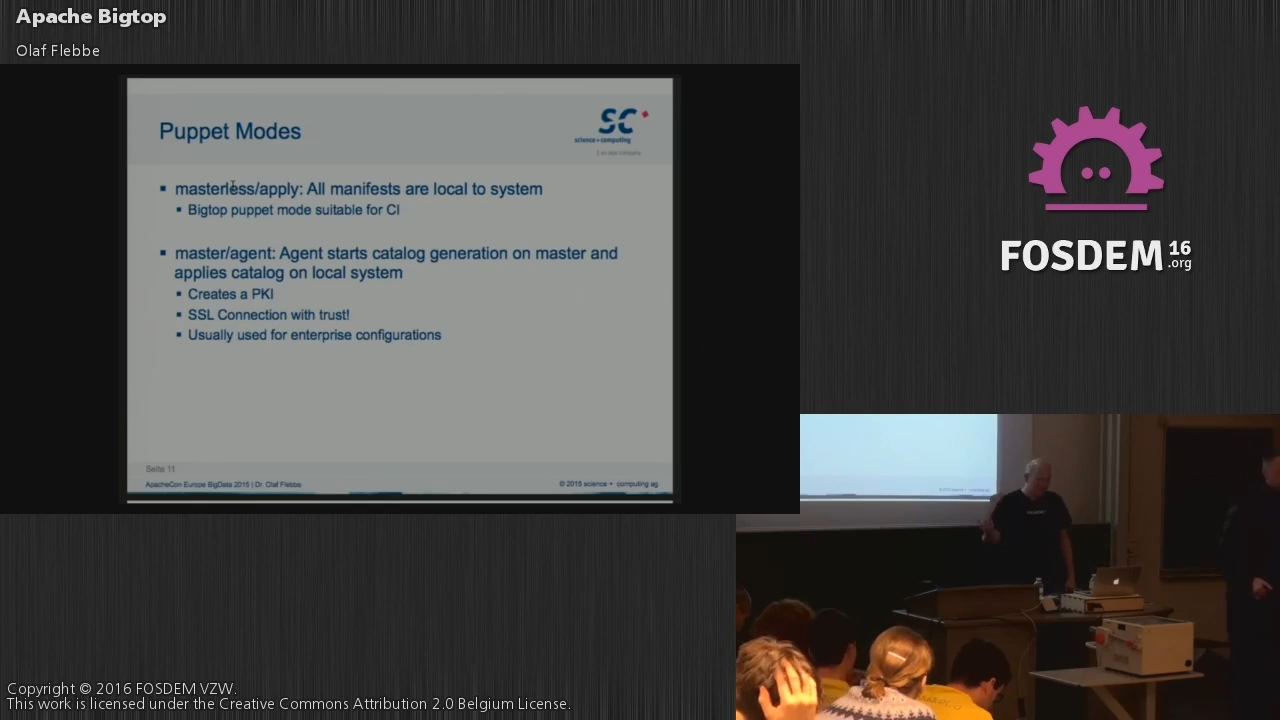 Apache Bigtop
Olaf Flebbe
Puppet Modes
sc
science+computing
masterless/apply: All manifests are local to system
Bigtop puppet mode suitable for CI
master/agent: Agent starts catalog generation on master and
applies catalog on local system
Creates a PKI
SSL Connection with trust!
Usually used for enterprise configurations
Seite 11
ApacheCon Europe BigData 2015 | Dr. Olaf Flebbe
© 2015 science + computing ag
FOSDEM 16
.org
Copyright © 2016 FOSDEM VZW.
This work is licensed under the Creative Commons Attribution 2.0 Belgium License.